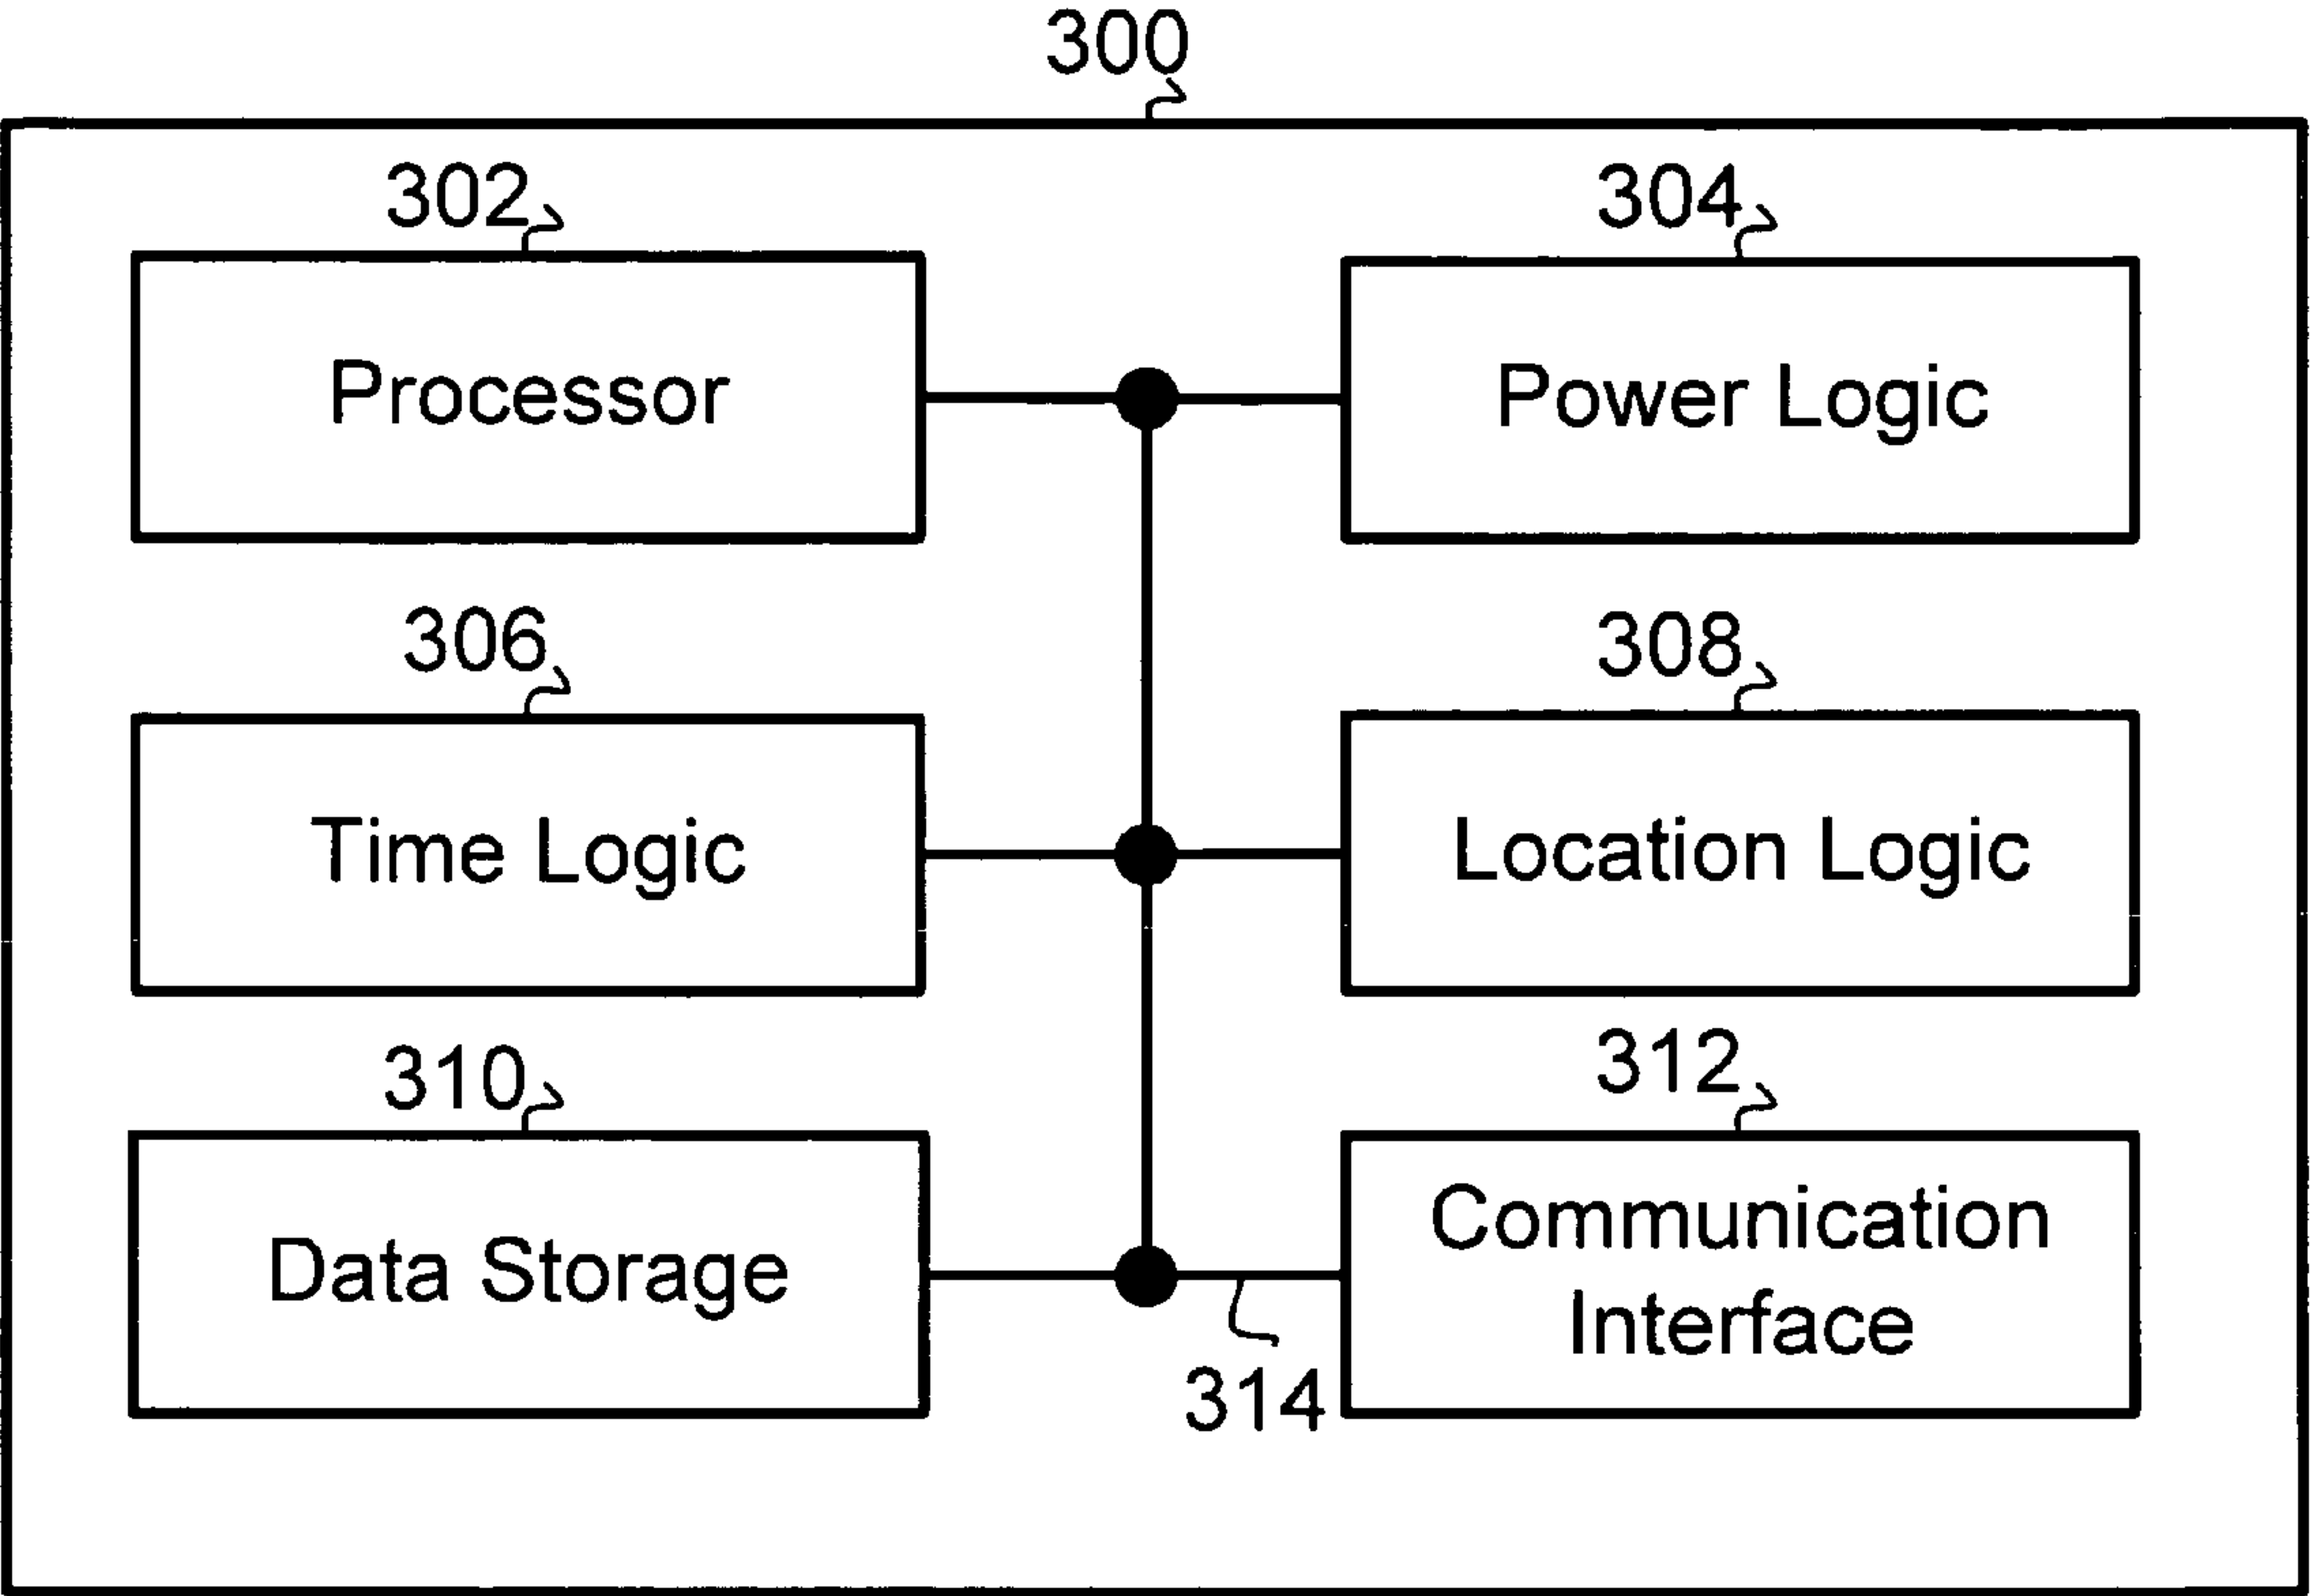 300
302
304
Processor
Power Logic
306
308
Time Logic
Location Logic
310
312
Data Storage
Communication
Interface
314